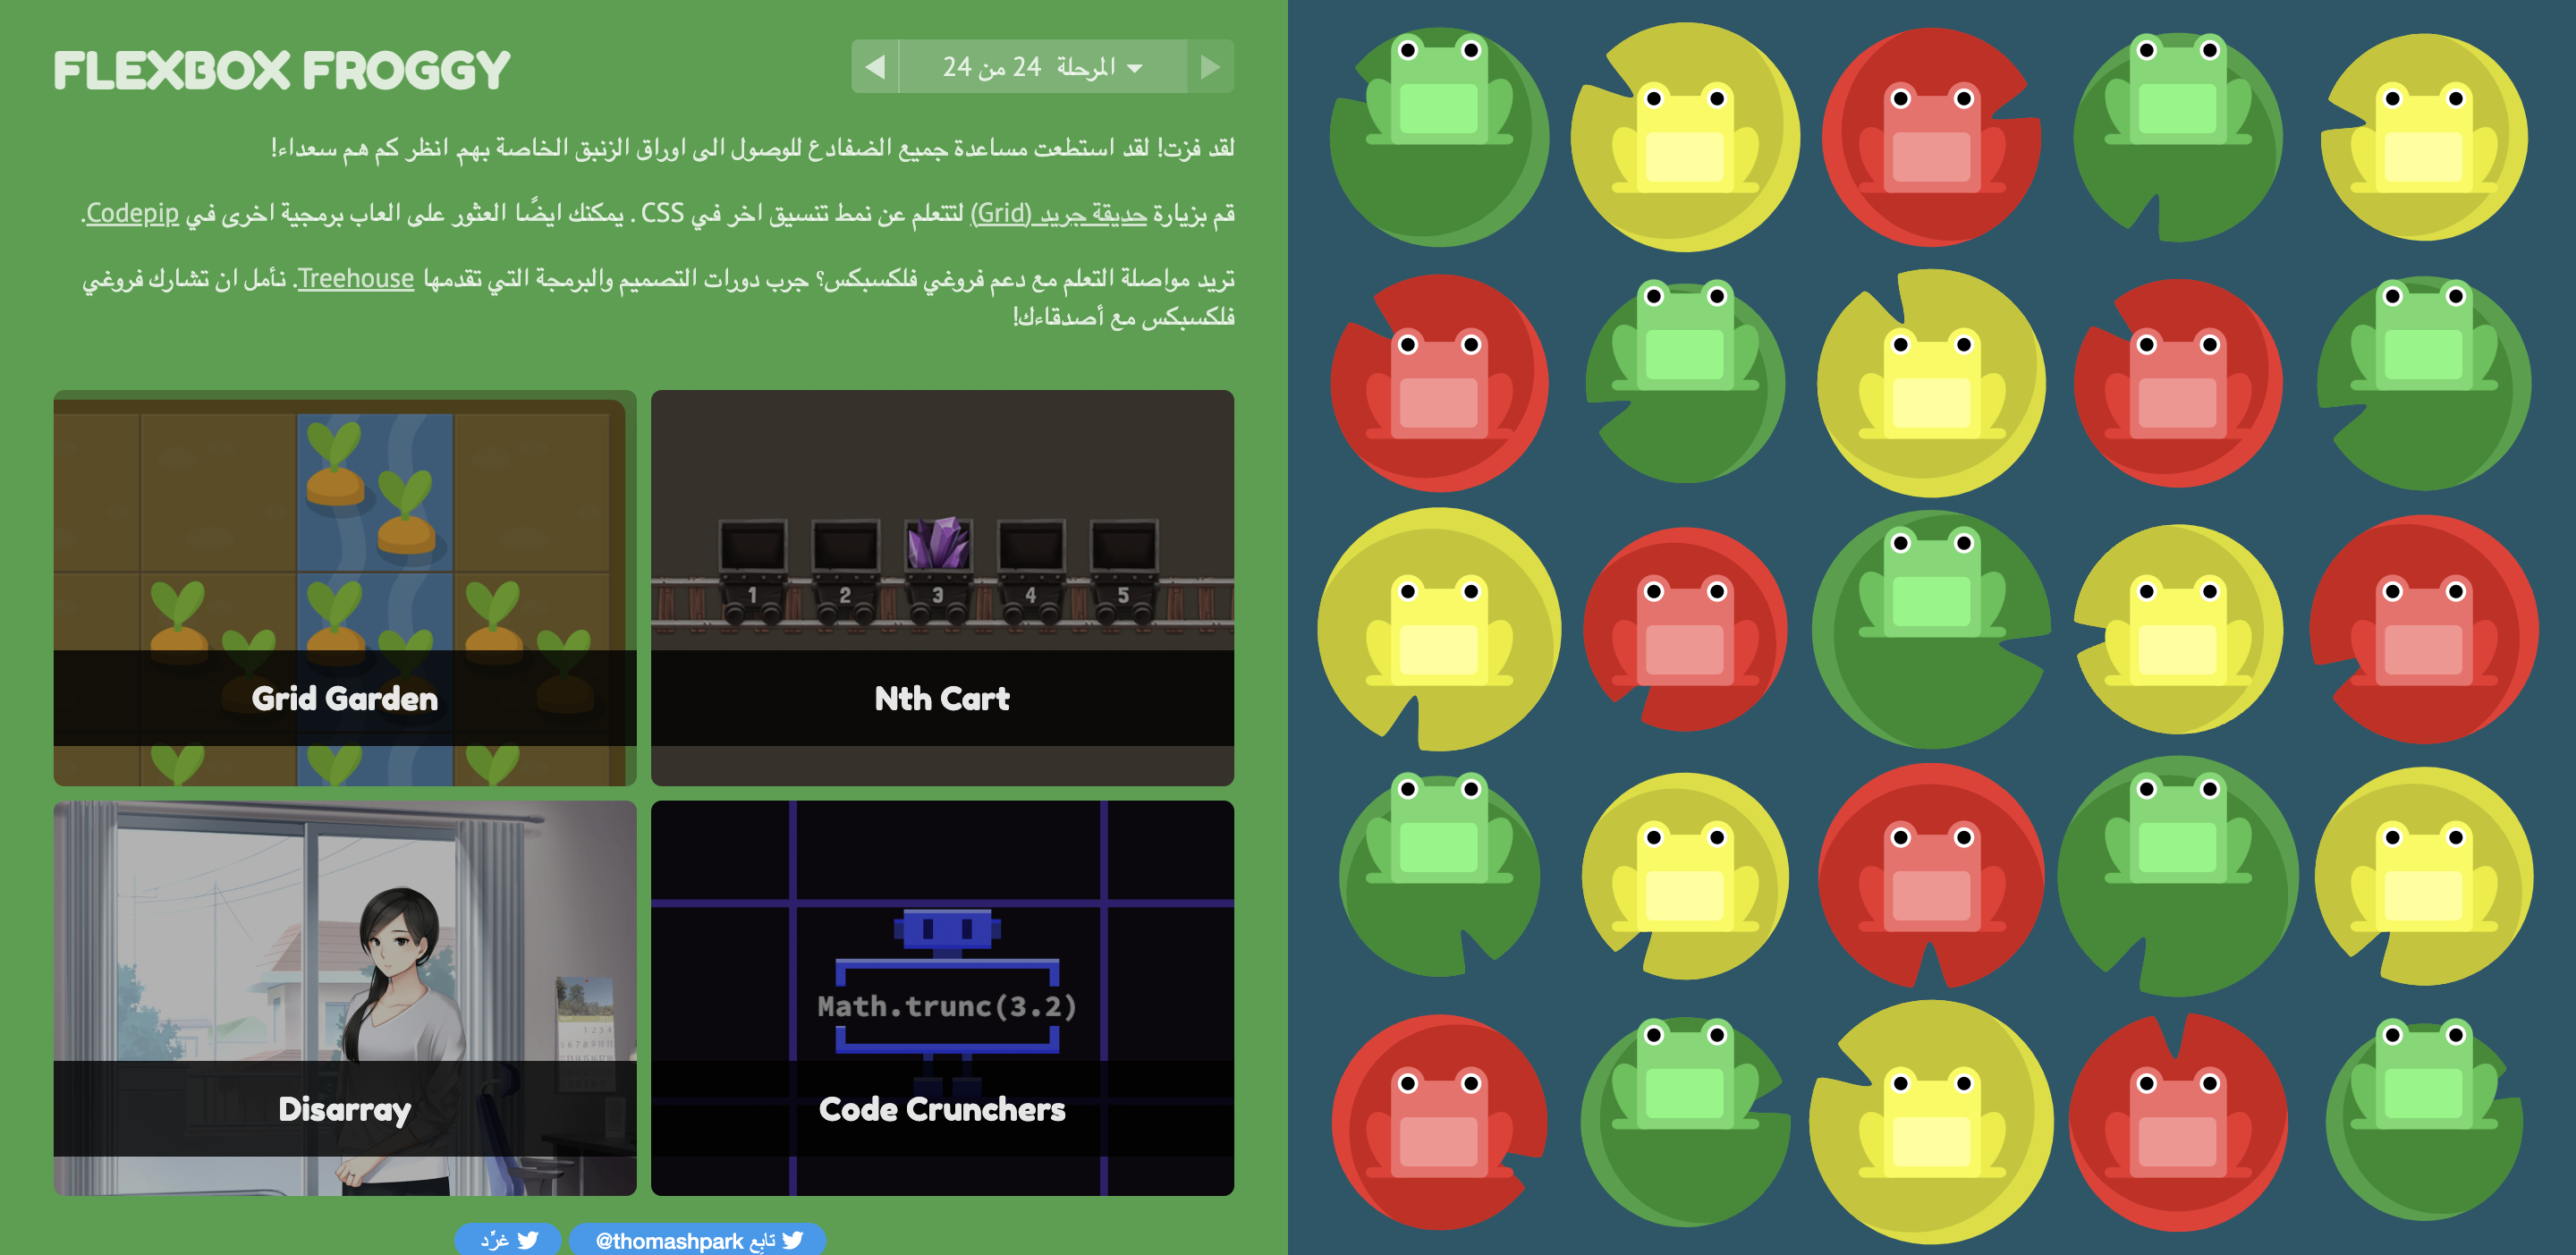 FLEXBOX FROGGY
المرحلة 24 من 24
لقد فزت! لقد استطعت مساعدة جميع الضفادع للوصول الى اوراق الزنبق الخاصة بهم. انظر كم هم سعداء!
قم بزيارة حديقة جريد (Grid) لتتعلم عن نمط تنسيق اخر في CSS . يمكنك ايضًا العثور على العاب برمجية اخرى في Codepip.
تريد مواصلة التعلم مع دعم فروغي فلكسبكس؟ جرب دورات التصميم والبرمجة التي تقدمها Treehouse. نأمل ان تشارك فروغي
فلكسبكس مع أصدقاءك!
1 2 3 4 5
Grid Garden
Nth Cart
Math.trunc(3.2)
Disarray
Code Crunchers
تابِع @thomashpark
غرِّد